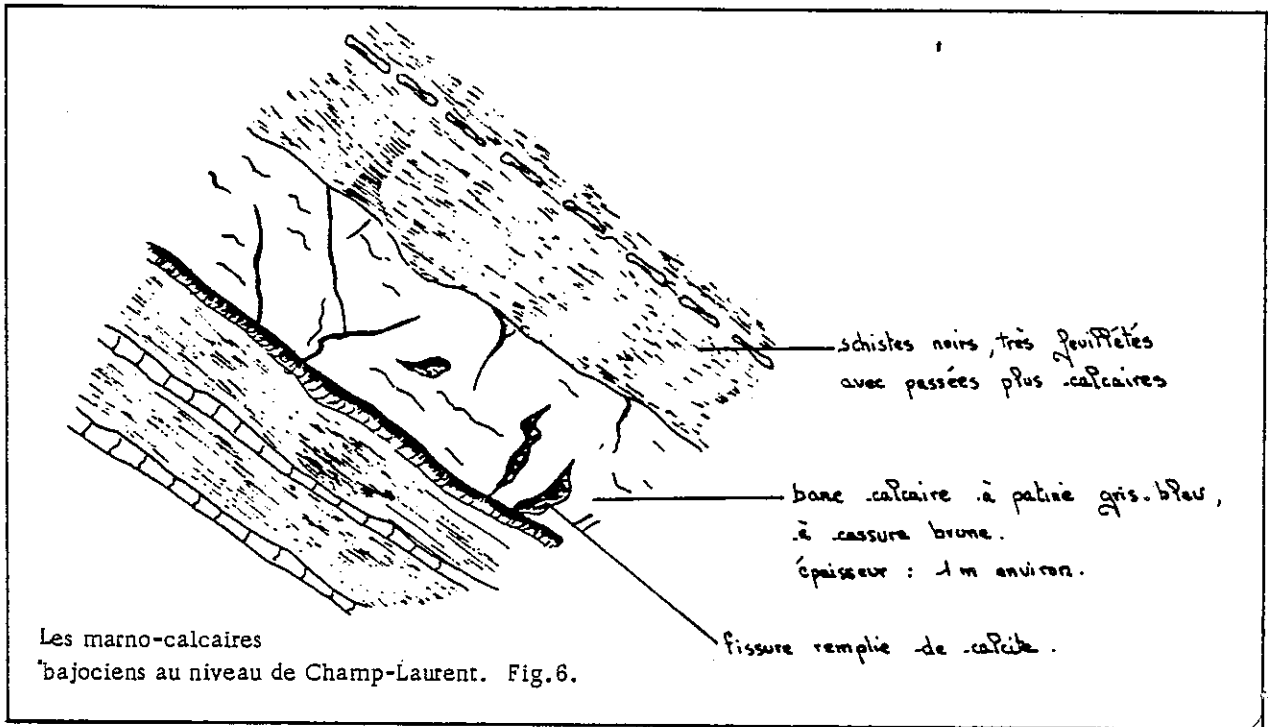 schistes noirs, très feuillétés
avec passées plus calcaires
banc calcaire à patine gris-bleu,
à cassure brune.
épaisseur : 1 m environ.
fissure remplie de calcite.
Les marno-calcaires
bajociens au niveau de Champ-Laurent. Fig.6.